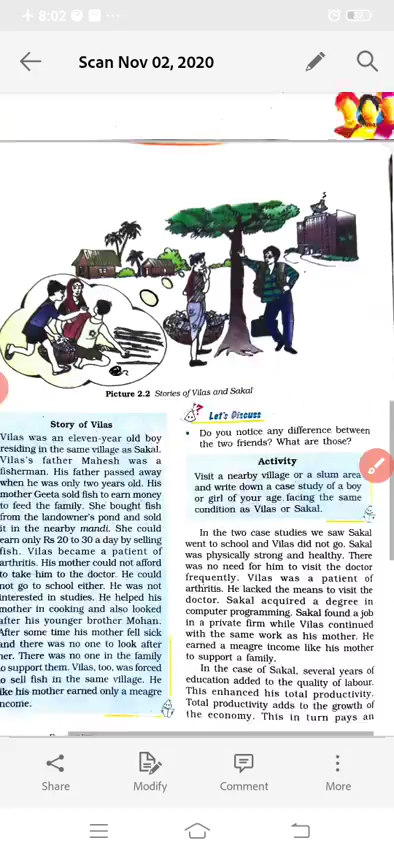 8:02
Scan Nov 02, 2020
Picture 2.2 Stories of Vilas and Sakal
Story of Vilas
Vilas was an eleven-year old boy
residing in the same village as Sakal.
Vilas's father Mahesh was a
fisherman. His father passed away
when he was only two years old. His
mother Geeta sold fish to earn money
to feed the family. She bought fish
from the landowner's pond and sold
it in the nearby mandi. She could
earn only Rs 20 to 30 a day by selling
fish. Vilas became a patient of
arthritis. His mother could not afford
to take him to the doctor. He could
not go to school either. He was not
interested in studies. He helped his
mother in cooking and also looked
after his younger brother Mohan.
After some time his mother fell sick
and there was no one to look after
her. There was no one in the family
to support them. Vilas, too, was forced
to sell fish in the same village. He
like his mother earned only a meagre
income.
Let's Discuss
• Do you notice any difference between
the two friends? What are those?
Activity
Visit a nearby village or a slum area
and write down a case study of a boy
or girl of your age facing the same
condition as Vilas or Sakal.
In the two case studies we saw Sakal
went to school and Vilas did not go. Sakal
was physically strong and healthy. There
was no need for him to visit the doctor
frequently. Vilas was a patient of
arthritis. He lacked the means to visit the
doctor. Sakal acquired a degree in
computer programming. Sakal found a job
in a private firm while Vilas continued
with the same work as his mother. He
earned a meagre income like his mother
to support a family.
In the case of Sakal, several years of
education added to the quality of labour.
This enhanced his total productivity.
Total productivity adds to the growth of
the economy. This in turn pays an
Share
Modify
Comment
More